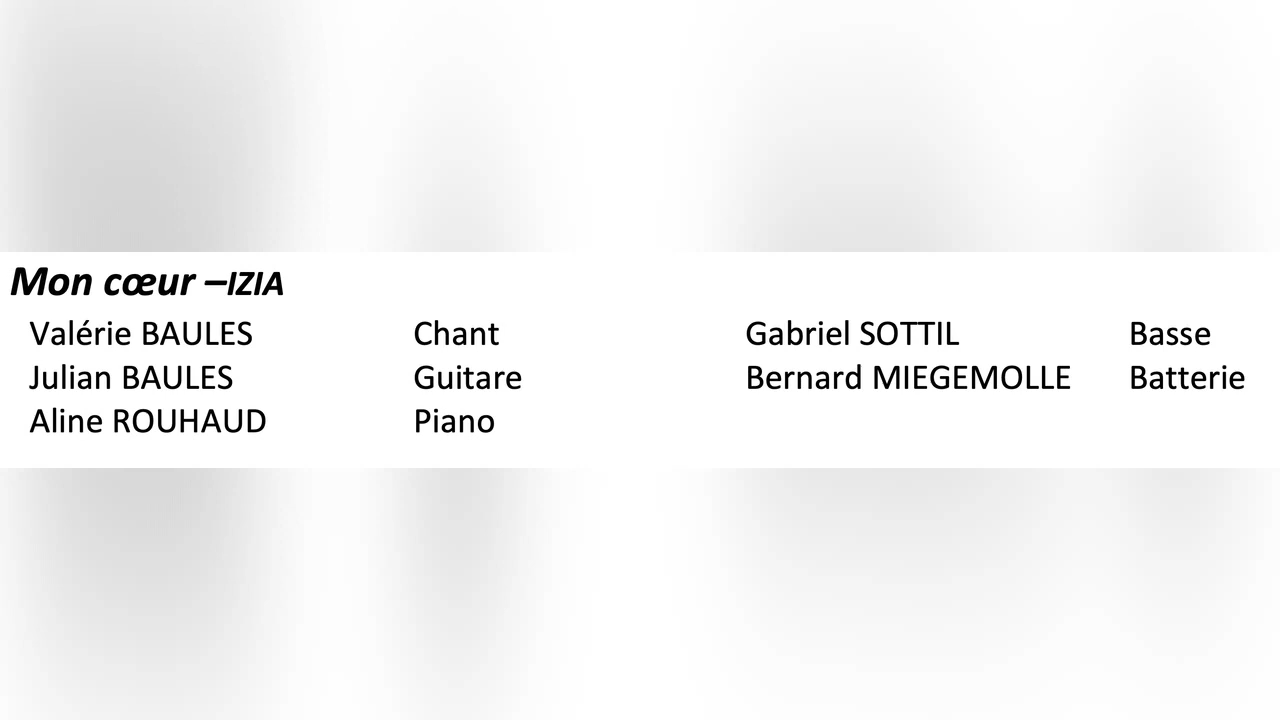 Mon cœur –IZIA
Valérie BAULES Chant Gabriel SOTTIL Basse
Julian BAULES Guitare Bernard MIEGEMOLLE Batterie
Aline ROUHAUD Piano